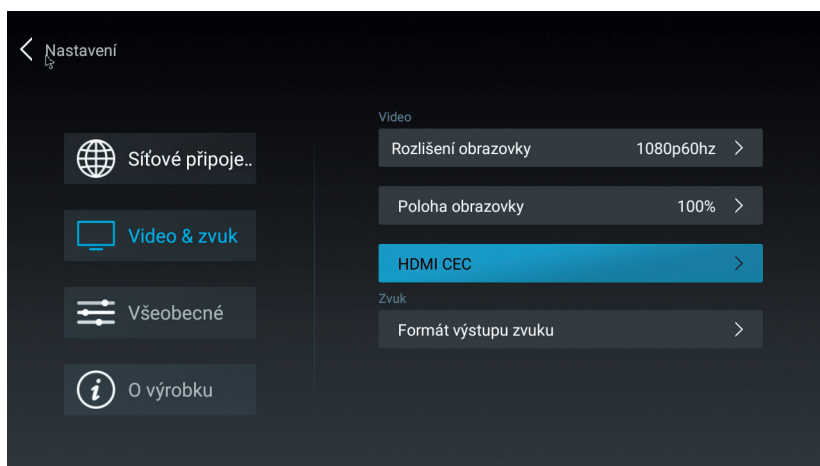 Nastavení
Síťové připoje..
Video & zvuk
Všeobecné
O výrobku
Video
Rozlišení obrazovky 1080p60hz
Poloha obrazovky 100%
HDMI CEC
Zvuk
Formát výstupu zvuku